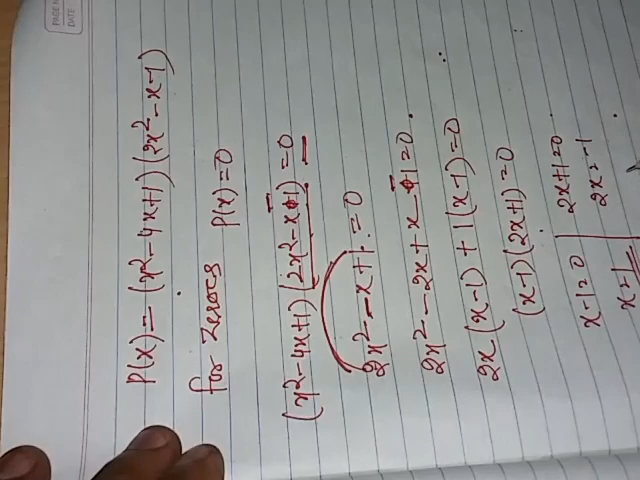 PAGE N
DATE
P(x) = (x²-4x+1)(2x²-x-1)
for zeroes P(x)=0
(x²-4x+1)(2x²-x-1) = 0
2x²-x+1 = 0
2x²-2x+x-1=0
2x(x-1)+1(x-1)=0
(x-1)(2x+1)=0
x-1=0 | 2x+1=0
x=1 | 2x=-1